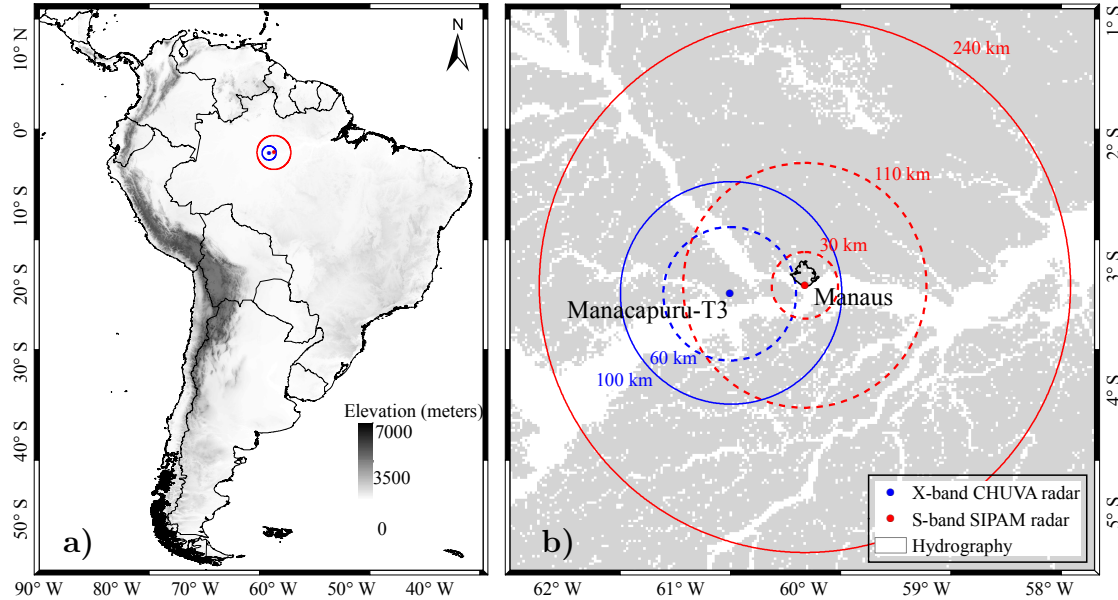 N
10° N
0°
10° S
20° S
30° S
40° S
50° S
Elevation (meters)
7000
3500
0
a)
90° W
80° W
70° W
60° W
50° W
40° W
240 km
110 km
30 km
Manaus
Manacapuru-T3
60 km
100 km
1° S
2° S
3° S
4° S
5° S
X-band CHUVA radar
S-band SIPAM radar
Hydrography
b)
62° W
61° W
60° W
59° W
58° W